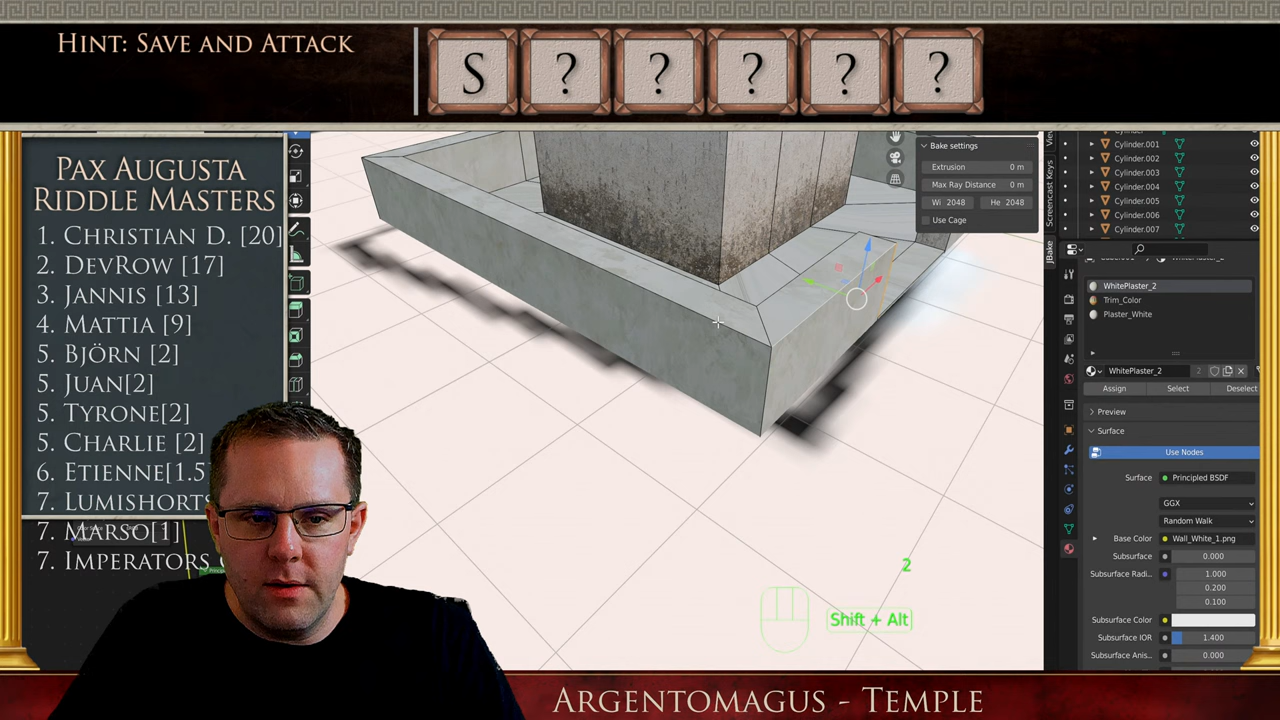 HINT: SAVE AND ATTACK
S ? ? ? ? ?
PAX AUGUSTA
RIDDLE MASTERS
1. CHRISTIAN D. [20]
2. DEVROW [17]
3. JANNIS [13]
4. MATTIA [9]
5. BJÖRN [2]
5. JUAN[2]
5. TYRONE[2]
5. CHARLIE [2]
6. ETIENNE[1.5
7. LUMISHORTS
7. MARSO[1]
7. IMPERATORS
Bake settings
Extrusion 0 m
Max Ray Distance 0 m
Wi 2048 He 2048
Use Cage
Screencast Keys
Cylinder.001
Cylinder.002
Cylinder.003
Cylinder.004
Cylinder.005
Cylinder.006
Cylinder.007
WhitePlaster_2
Trim_Color
Plaster_White
WhitePlaster_2 2
Assign Select Deselect
Preview
Surface
Use Nodes
Surface Principled BSDF
GGX
Random Walk
Base Color Wall_White_1.png
Subsurface 0.000
Subsurface Radi... 1.000
0.200
0.100
Subsurface Color
Subsurface IOR 1.400
Subsurface Anis... 0.000
2
Shift + Alt
ARGENTOMAGUS - TEMPLE